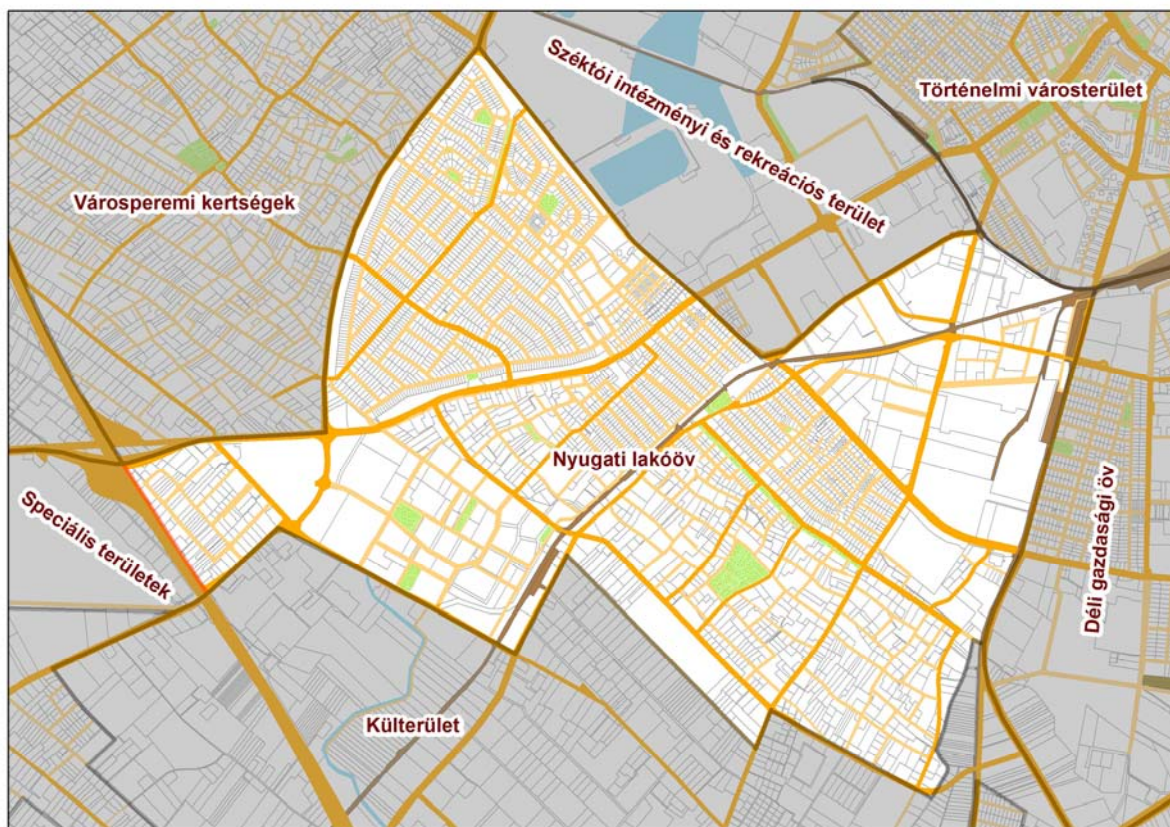 Széktói intézményi és rekreációs terület
Történelmi városterület
Városperemi kertségek
Nyugati lakóöv
Speciális területek
Déli gazdasági öv
Külterület